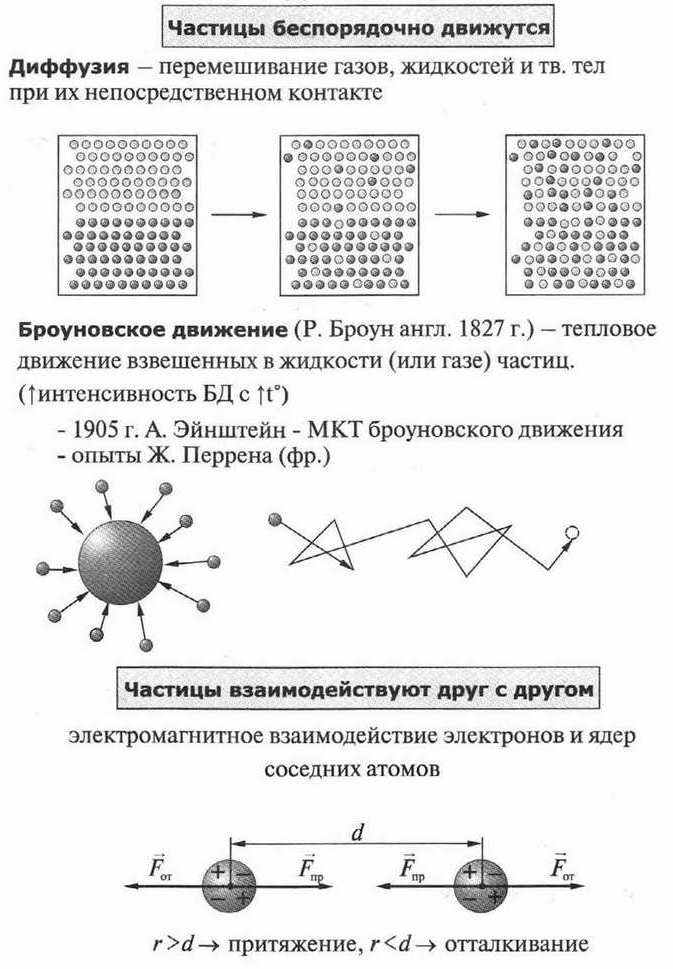 Частицы беспорядочно движутся
Диффузия – перемешивание газов, жидкостей и тв. тел
при их непосредственном контакте
Броуновское движение (Р. Броун англ. 1827 г.) – тепловое
движение взвешенных в жидкости (или газе) частиц.
(↑интенсивность БД с ↑t°)
- 1905 г. А. Эйнштейн - МКТ броуновского движения
- опыты Ж. Перрена (фр.)
Частицы взаимодействуют друг с другом
электромагнитное взаимодействие электронов и ядер
соседних атомов
d
F⃗от + – – + F⃗пр F⃗пр + – – + F⃗от
r>d→ притяжение, r<d→ отталкивание